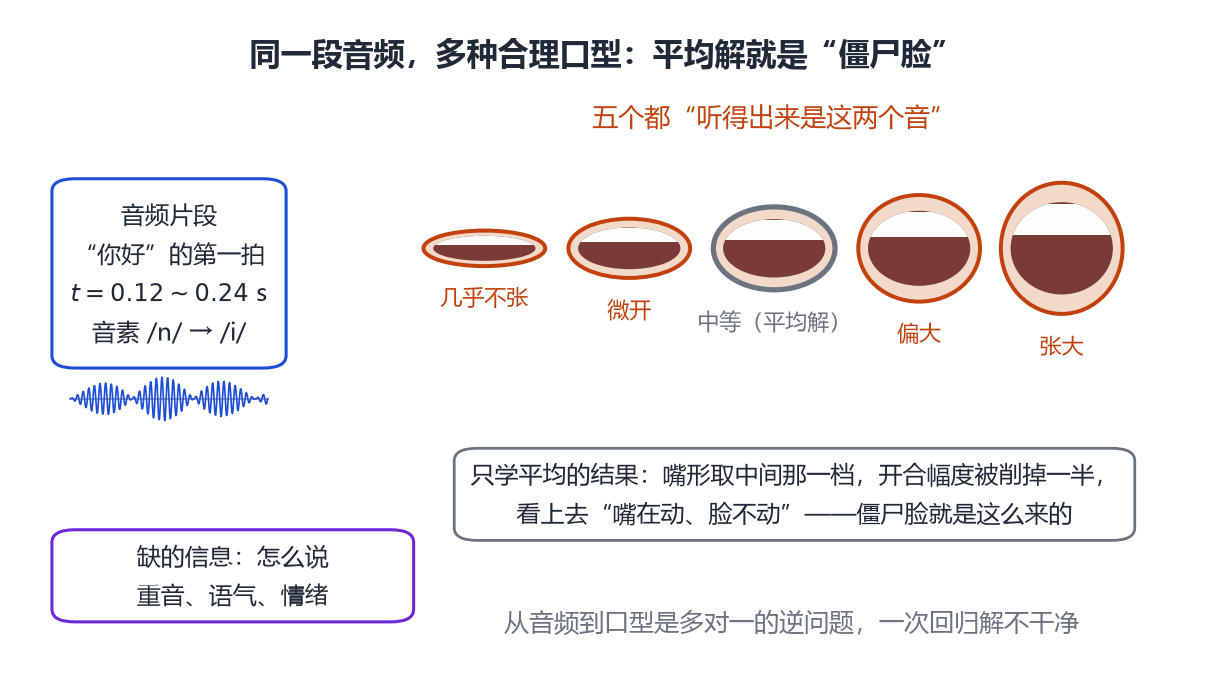 同一段音频，多种合理口型：平均解就是“僵尸脸”
五个都“听得出来是这两个音”
音频片段
“你好”的第一拍
t = 0.12 ~ 0.24 s
音素 /n/ → /i/
几乎不张
微开
中等（平均解）
偏大
张大
只学平均的结果：嘴形取中间那一档，开合幅度被削掉一半，
看上去“嘴在动、脸不动”——僵尸脸就是这么来的
缺的信息：怎么说
重音、语气、情绪
从音频到口型是多对一的逆问题，一次回归解不干净